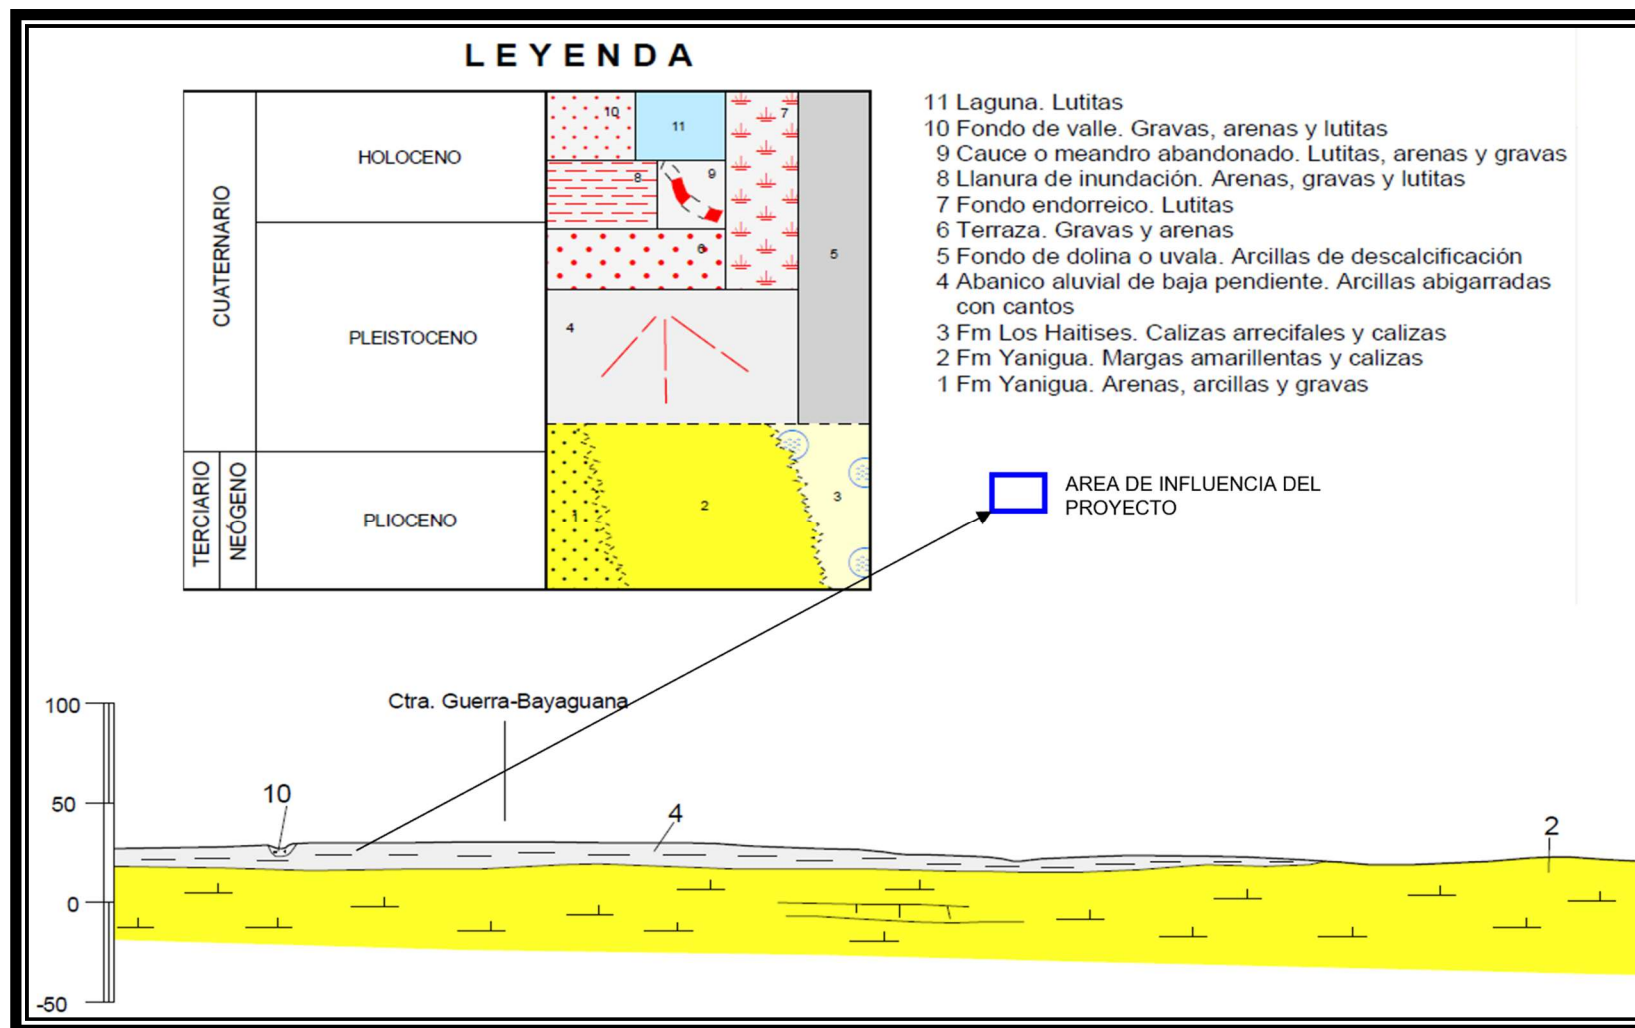 LEYENDA
CUATERNARIO
HOLOCENO
PLEISTOCENO
TERCIARIO
NEÓGENO
PLIOCENO
10
11
7
8
9
6
5
4
1
2
3
11 Laguna. Lutitas
10 Fondo de valle. Gravas, arenas y lutitas
9 Cauce o meandro abandonado. Lutitas, arenas y gravas
8 Llanura de inundación. Arenas, gravas y lutitas
7 Fondo endorreico. Lutitas
6 Terraza. Gravas y arenas
5 Fondo de dolina o uvala. Arcillas de descalcificación
4 Abanico aluvial de baja pendiente. Arcillas abigarradas
con cantos
3 Fm Los Haitises. Calizas arrecifales y calizas
2 Fm Yanigua. Margas amarillentas y calizas
1 Fm Yanigua. Arenas, arcillas y gravas
AREA DE INFLUENCIA DEL
PROYECTO
Ctra. Guerra-Bayaguana
100
50
0
-50
10
4
2